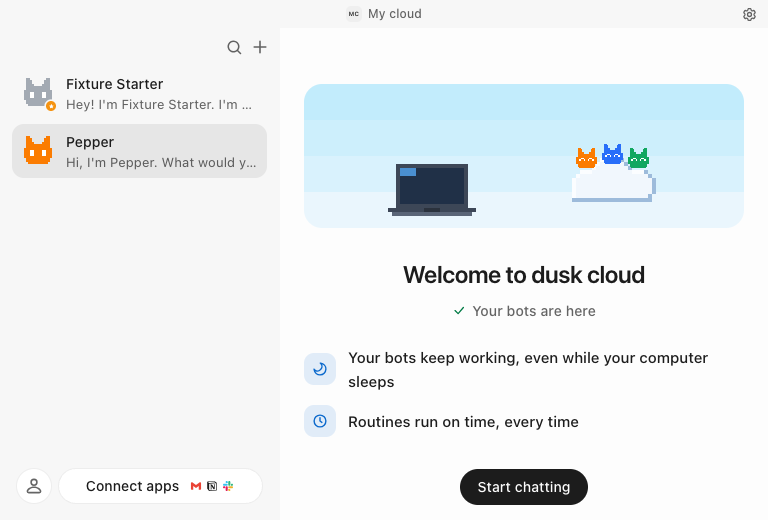 MC My cloud
Fixture Starter
Hey! I'm Fixture Starter. I'm ...
Pepper
Hi, I'm Pepper. What would y...
Connect apps
Welcome to dusk cloud
Your bots are here
Your bots keep working, even while your computer
sleeps
Routines run on time, every time
Start chatting